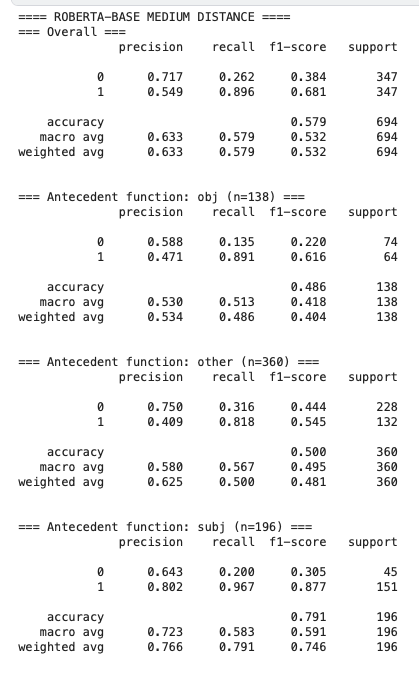 ==== ROBERTA-BASE MEDIUM DISTANCE ====
=== Overall ===
              precision    recall  f1-score   support

           0      0.717     0.262     0.384       347
           1      0.549     0.896     0.681       347

    accuracy                          0.579       694
   macro avg      0.633     0.579     0.532       694
weighted avg      0.633     0.579     0.532       694

=== Antecedent function: obj (n=138) ===
              precision    recall  f1-score   support

           0      0.588     0.135     0.220        74
           1      0.471     0.891     0.616        64

    accuracy                          0.486       138
   macro avg      0.530     0.513     0.418       138
weighted avg      0.534     0.486     0.404       138

=== Antecedent function: other (n=360) ===
              precision    recall  f1-score   support

           0      0.750     0.316     0.444       228
           1      0.409     0.818     0.545       132

    accuracy                          0.500       360
   macro avg      0.580     0.567     0.495       360
weighted avg      0.625     0.500     0.481       360

=== Antecedent function: subj (n=196) ===
              precision    recall  f1-score   support

           0      0.643     0.200     0.305        45
           1      0.802     0.967     0.877       151

    accuracy                          0.791       196
   macro avg      0.723     0.583     0.591       196
weighted avg      0.766     0.791     0.746       196